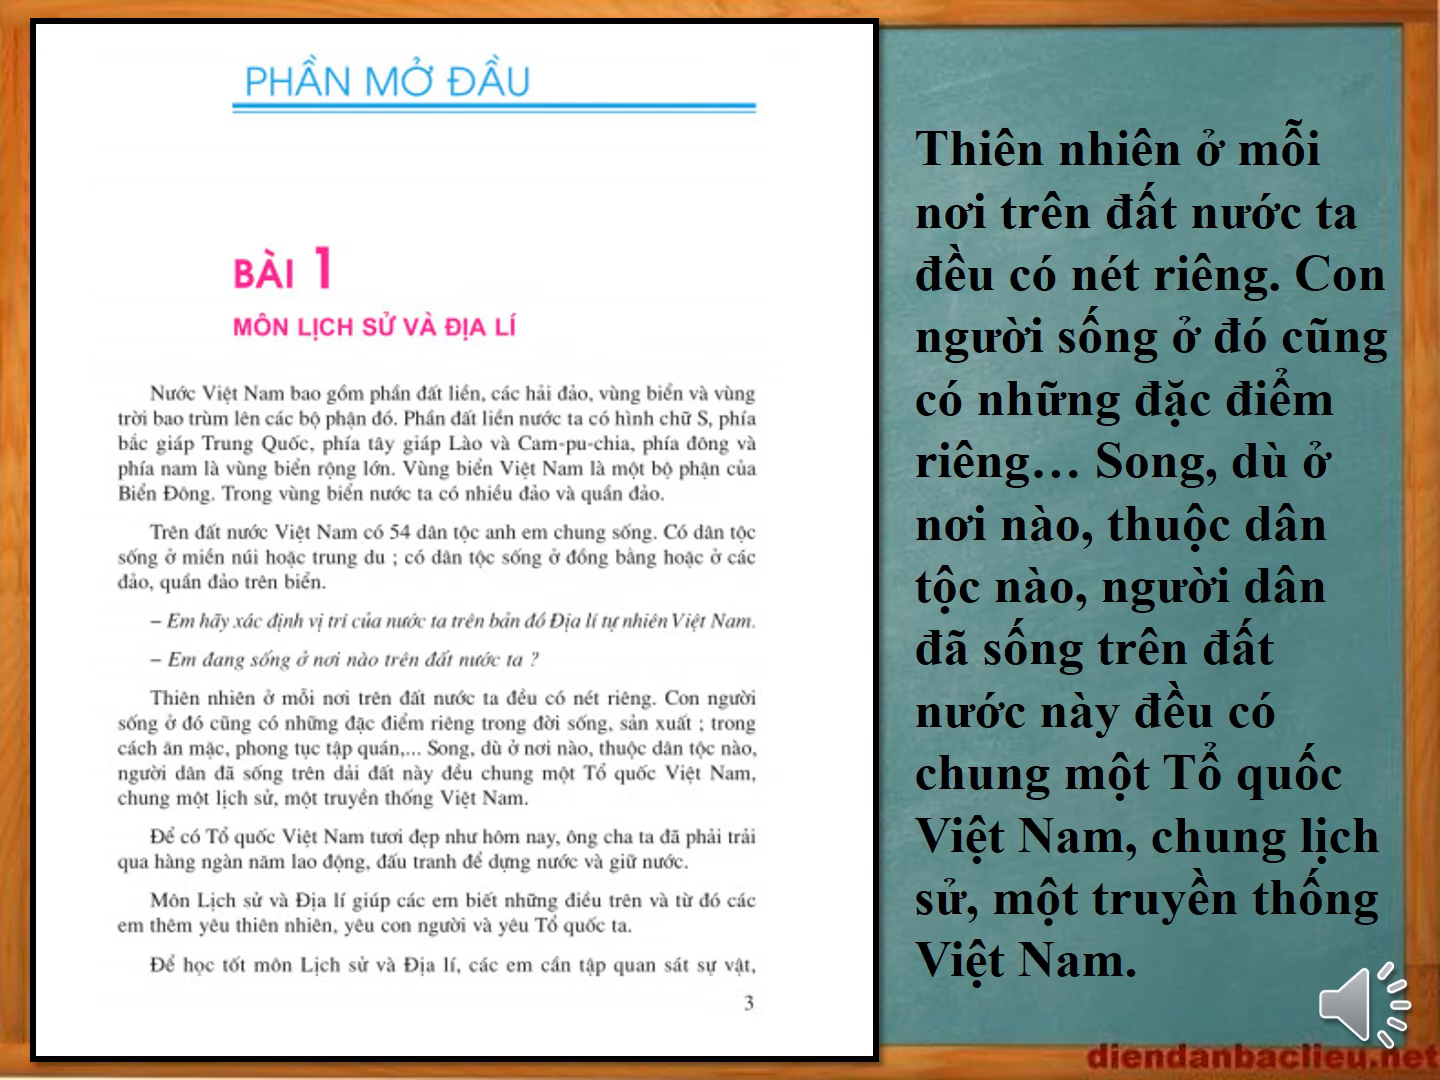 PHẦN MỞ ĐẦU
BÀI 1
MÔN LỊCH SỬ VÀ ĐỊA LÍ
Nước Việt Nam bao gồm phần đất liền, các hải đảo, vùng biển và vùng
trời bao trùm lên các bộ phận đó. Phần đất liền nước ta có hình chữ S, phía
bắc giáp Trung Quốc, phía tây giáp Lào và Cam-pu-chia, phía đông và
phía nam là vùng biển rộng lớn. Vùng biển Việt Nam là một bộ phận của
Biển Đông. Trong vùng biển nước ta có nhiều đảo và quần đảo.
Trên đất nước Việt Nam có 54 dân tộc anh em chung sống. Có dân tộc
sống ở miền núi hoặc trung du ; có dân tộc sống ở đồng bằng hoặc ở các
đảo, quần đảo trên biển.
– Em hãy xác định vị trí của nước ta trên bản đồ Địa lí tự nhiên Việt Nam.
– Em đang sống ở nơi nào trên đất nước ta ?
Thiên nhiên ở mỗi nơi trên đất nước ta đều có nét riêng. Con người
sống ở đó cũng có những đặc điểm riêng trong đời sống, sản xuất ; trong
cách ăn mặc, phong tục tập quán,... Song, dù ở nơi nào, thuộc dân tộc nào,
người dân đã sống trên dải đất này đều chung một Tổ quốc Việt Nam,
chung một lịch sử, một truyền thống Việt Nam.
Để có Tổ quốc Việt Nam tươi đẹp như hôm nay, ông cha ta đã phải trải
qua hàng ngàn năm lao động, đấu tranh để dựng nước và giữ nước.
Môn Lịch sử và Địa lí giúp các em biết những điều trên và từ đó các
em thêm yêu thiên nhiên, yêu con người và yêu Tổ quốc ta.
Để học tốt môn Lịch sử và Địa lí, các em cần tập quan sát sự vật,
3
Thiên nhiên ở mỗi
nơi trên đất nước ta
đều có nét riêng. Con
người sống ở đó cũng
có những đặc điểm
riêng… Song, dù ở
nơi nào, thuộc dân
tộc nào, người dân
đã sống trên đất
nước này đều có
chung một Tổ quốc
Việt Nam, chung lịch
sử, một truyền thống
Việt Nam.
diendanbaclieu.net